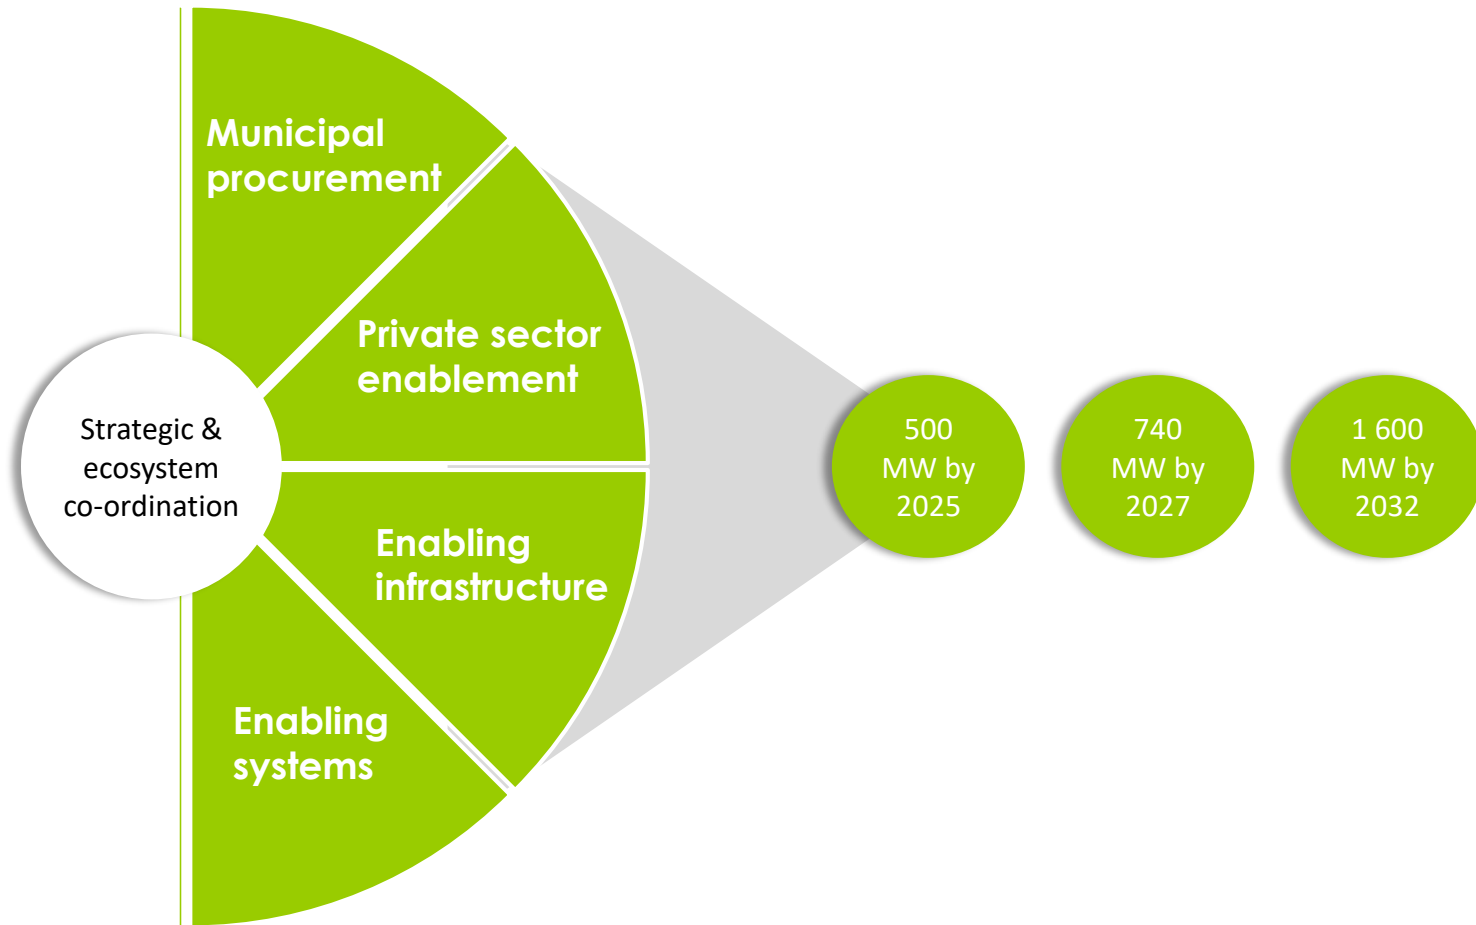 Municipal
procurement
Private sector
enablement
Strategic &
ecosystem
co-ordination
Enabling
infrastructure
Enabling
systems
500
MW by
2025
740
MW by
2027
1 600
MW by
2032